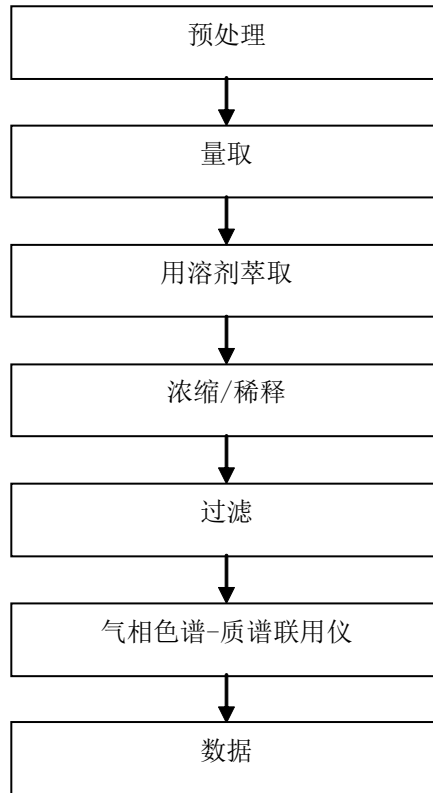 预处理
量取
用溶剂萃取
浓缩/稀释
过滤
气相色谱-质谱联用仪
数据